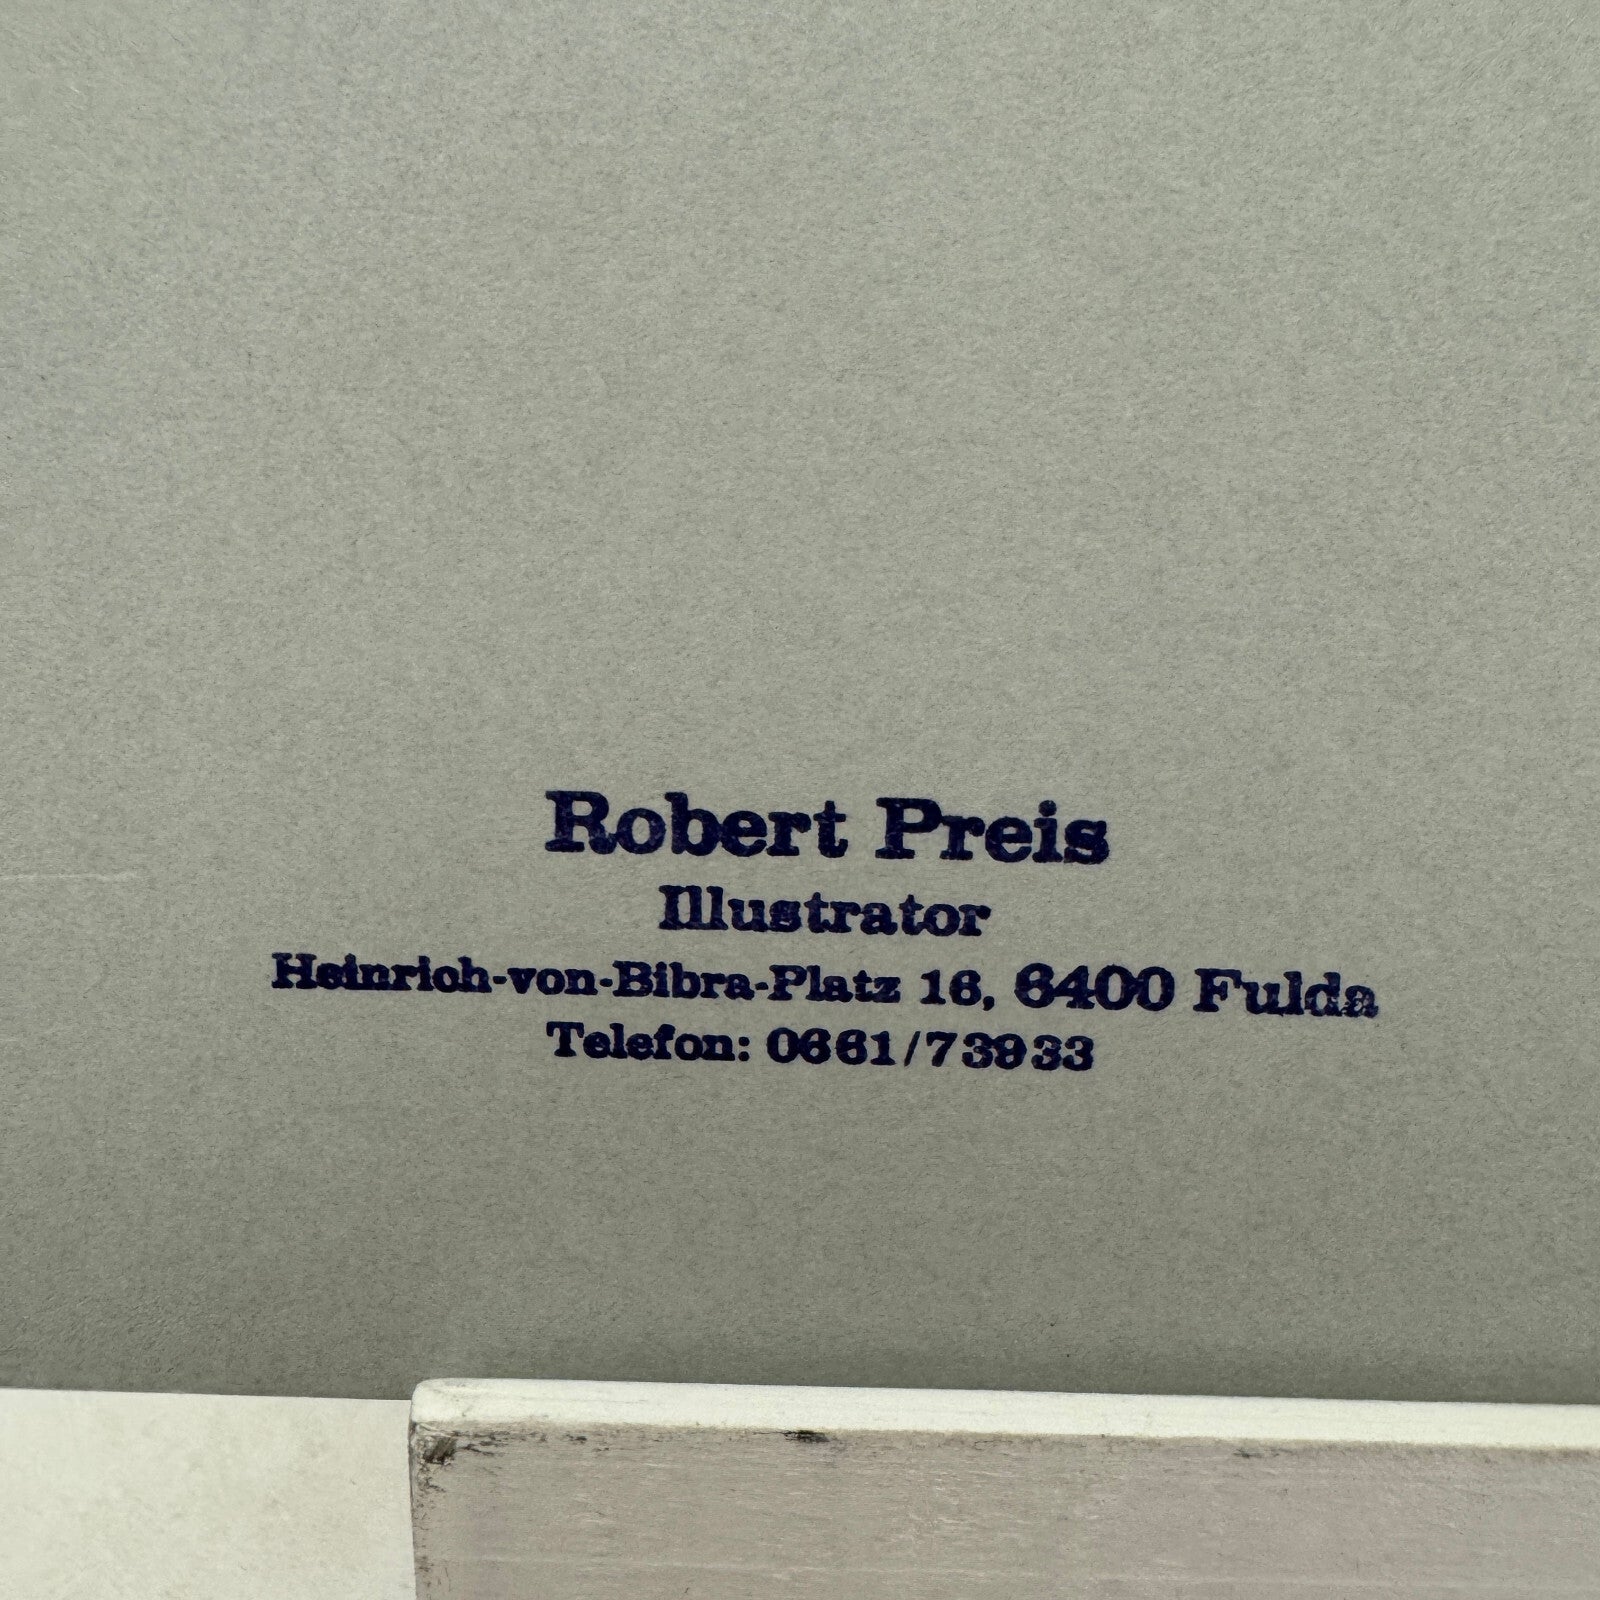 Robert Preis
Illustrator
Heinrich-von-Bibra-Platz 16, 6400 Fulda
Telefon: 0661/73933